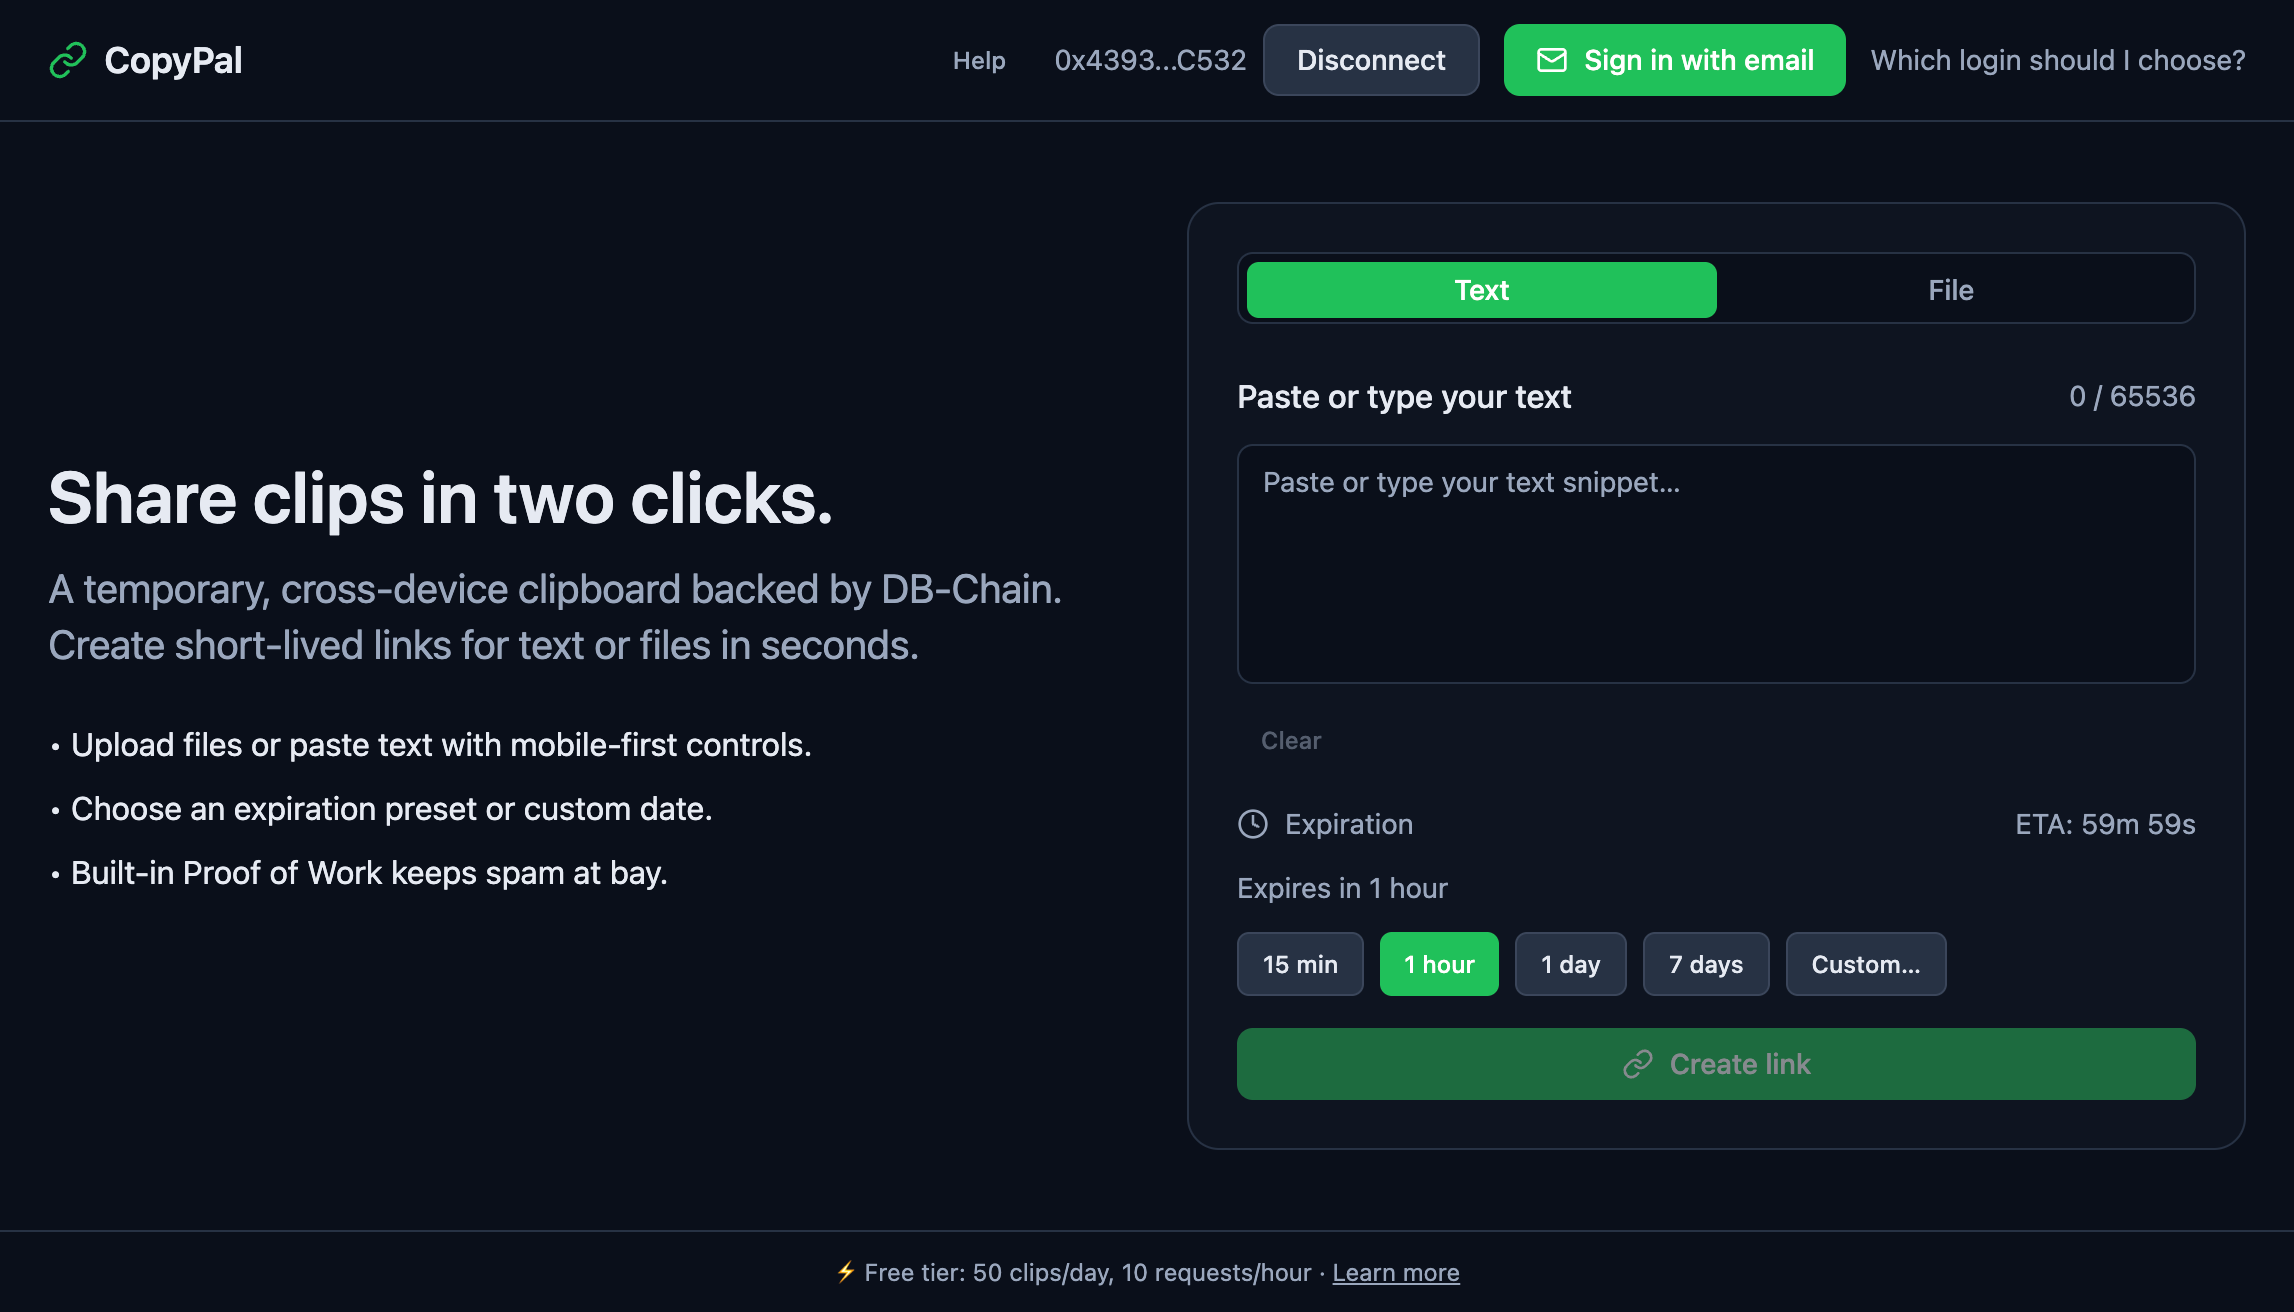 CopyPal
Help
0x4393...C532
Disconnect
Sign in with email
Which login should I choose?
Share clips in two clicks.
A temporary, cross-device clipboard backed by DB-Chain.
Create short-lived links for text or files in seconds.
• Upload files or paste text with mobile-first controls.
• Choose an expiration preset or custom date.
• Built-in Proof of Work keeps spam at bay.
Text
File
Paste or type your text
0 / 65536
Paste or type your text snippet...
Clear
Expiration
ETA: 59m 59s
Expires in 1 hour
15 min
1 hour
1 day
7 days
Custom...
Create link
⚡ Free tier: 50 clips/day, 10 requests/hour · Learn more